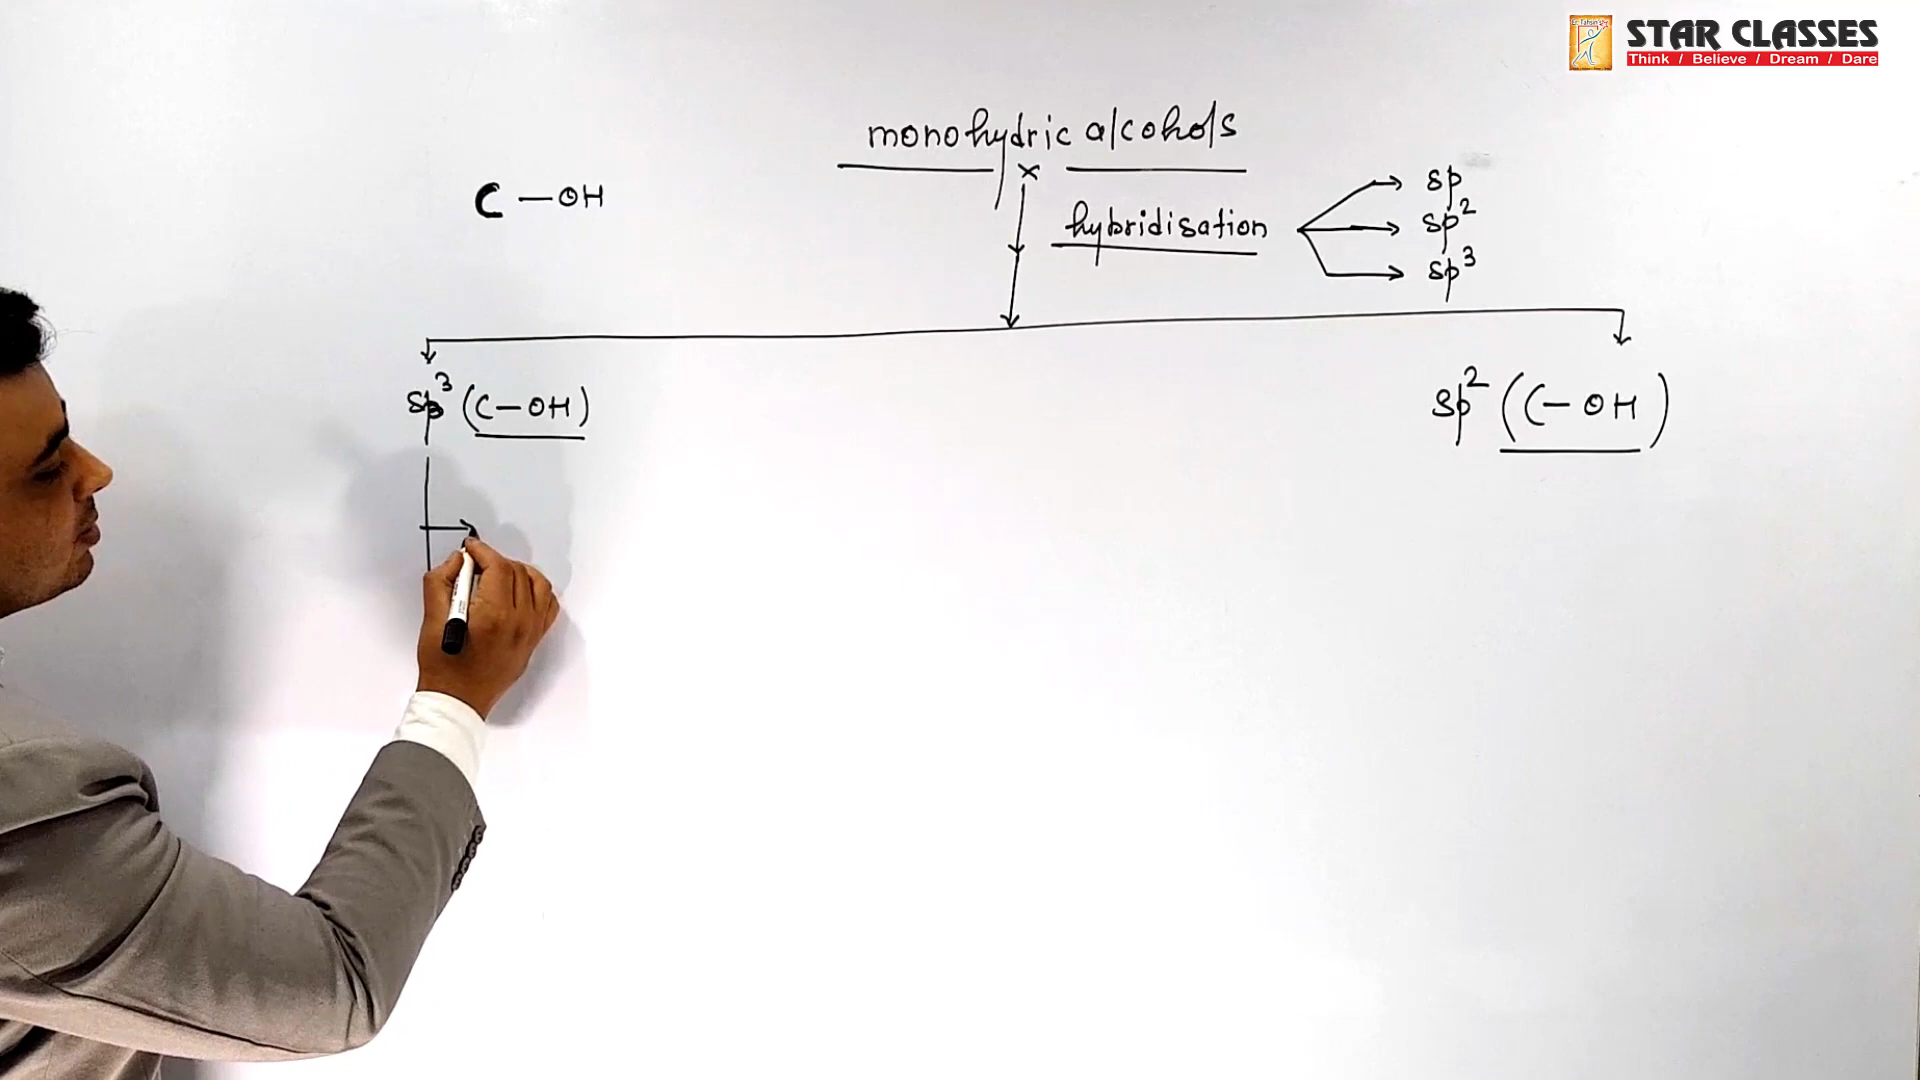 STAR CLASSES
Think / Believe / Dream / Dare
monohydric alcohols
C — OH
hybridisation
sp
sp²
sp³
sp³ (C — OH)
sp² (C — OH)